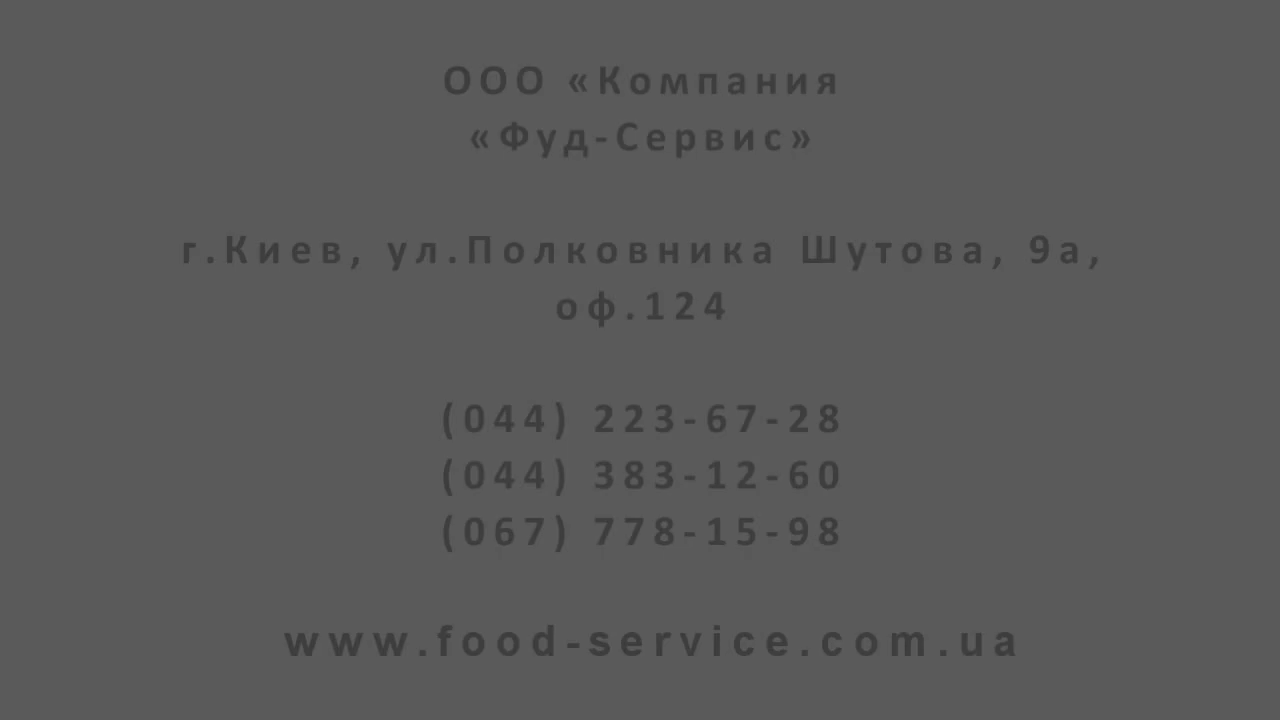 ООО «Компания
«Фуд-Сервис»
г.Киев, ул.Полковника Шутова, 9а,
оф.124
(044) 223-67-28
(044) 383-12-60
(067) 778-15-98
www.food-service.com.ua